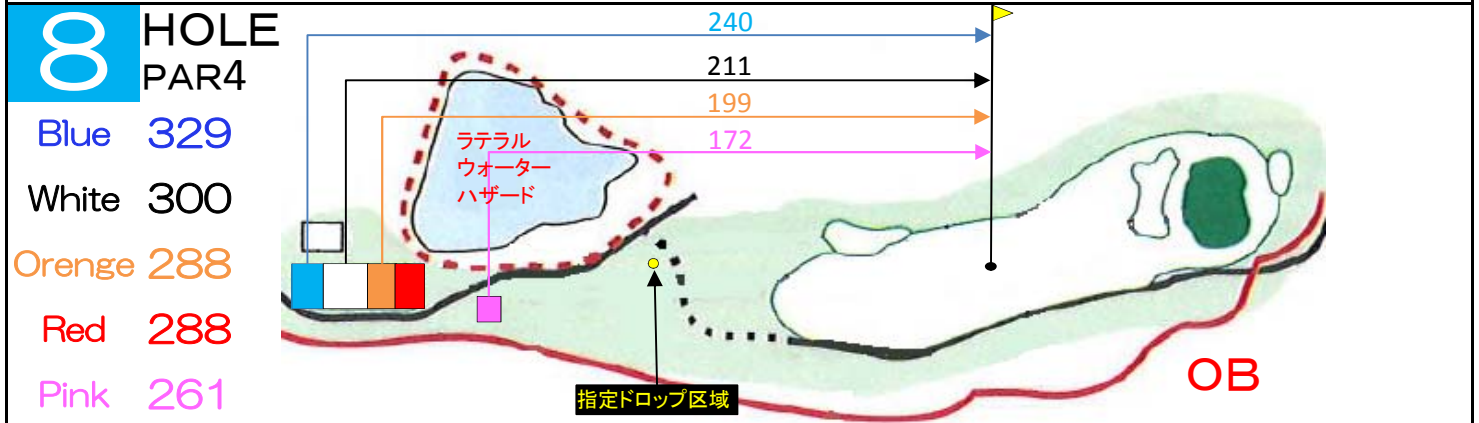 8
HOLE
PAR4
Blue 329
White 300
Orenge 288
Red 288
Pink 261
240
211
199
172
ラテラル
ウォーター
ハザード
指定ドロップ区域
OB